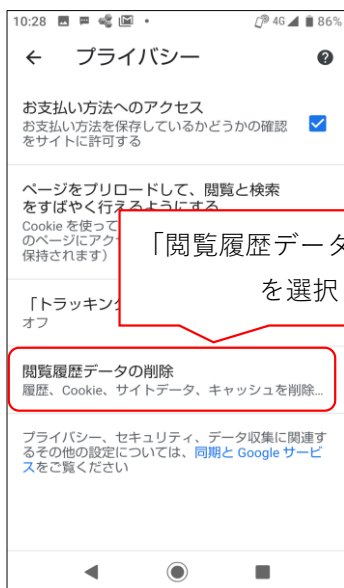 10:28
4G 86%
プライバシー
お支払い方法へのアクセス
お支払い方法を保存しているかどうかの確認
をサイトに許可する
ページをプリロードして、閲覧と検索
をすばやく行えるようにする
Cookie を使って
のページにアク
保持されます）
「閲覧履歴データ
を選択
「トラッキン
オフ
閲覧履歴データの削除
履歴、Cookie、サイトデータ、キャッシュを削除...
プライバシー、セキュリティ、データ収集に関連す
るその他の設定については、同期と Google サービ
スをご覧ください